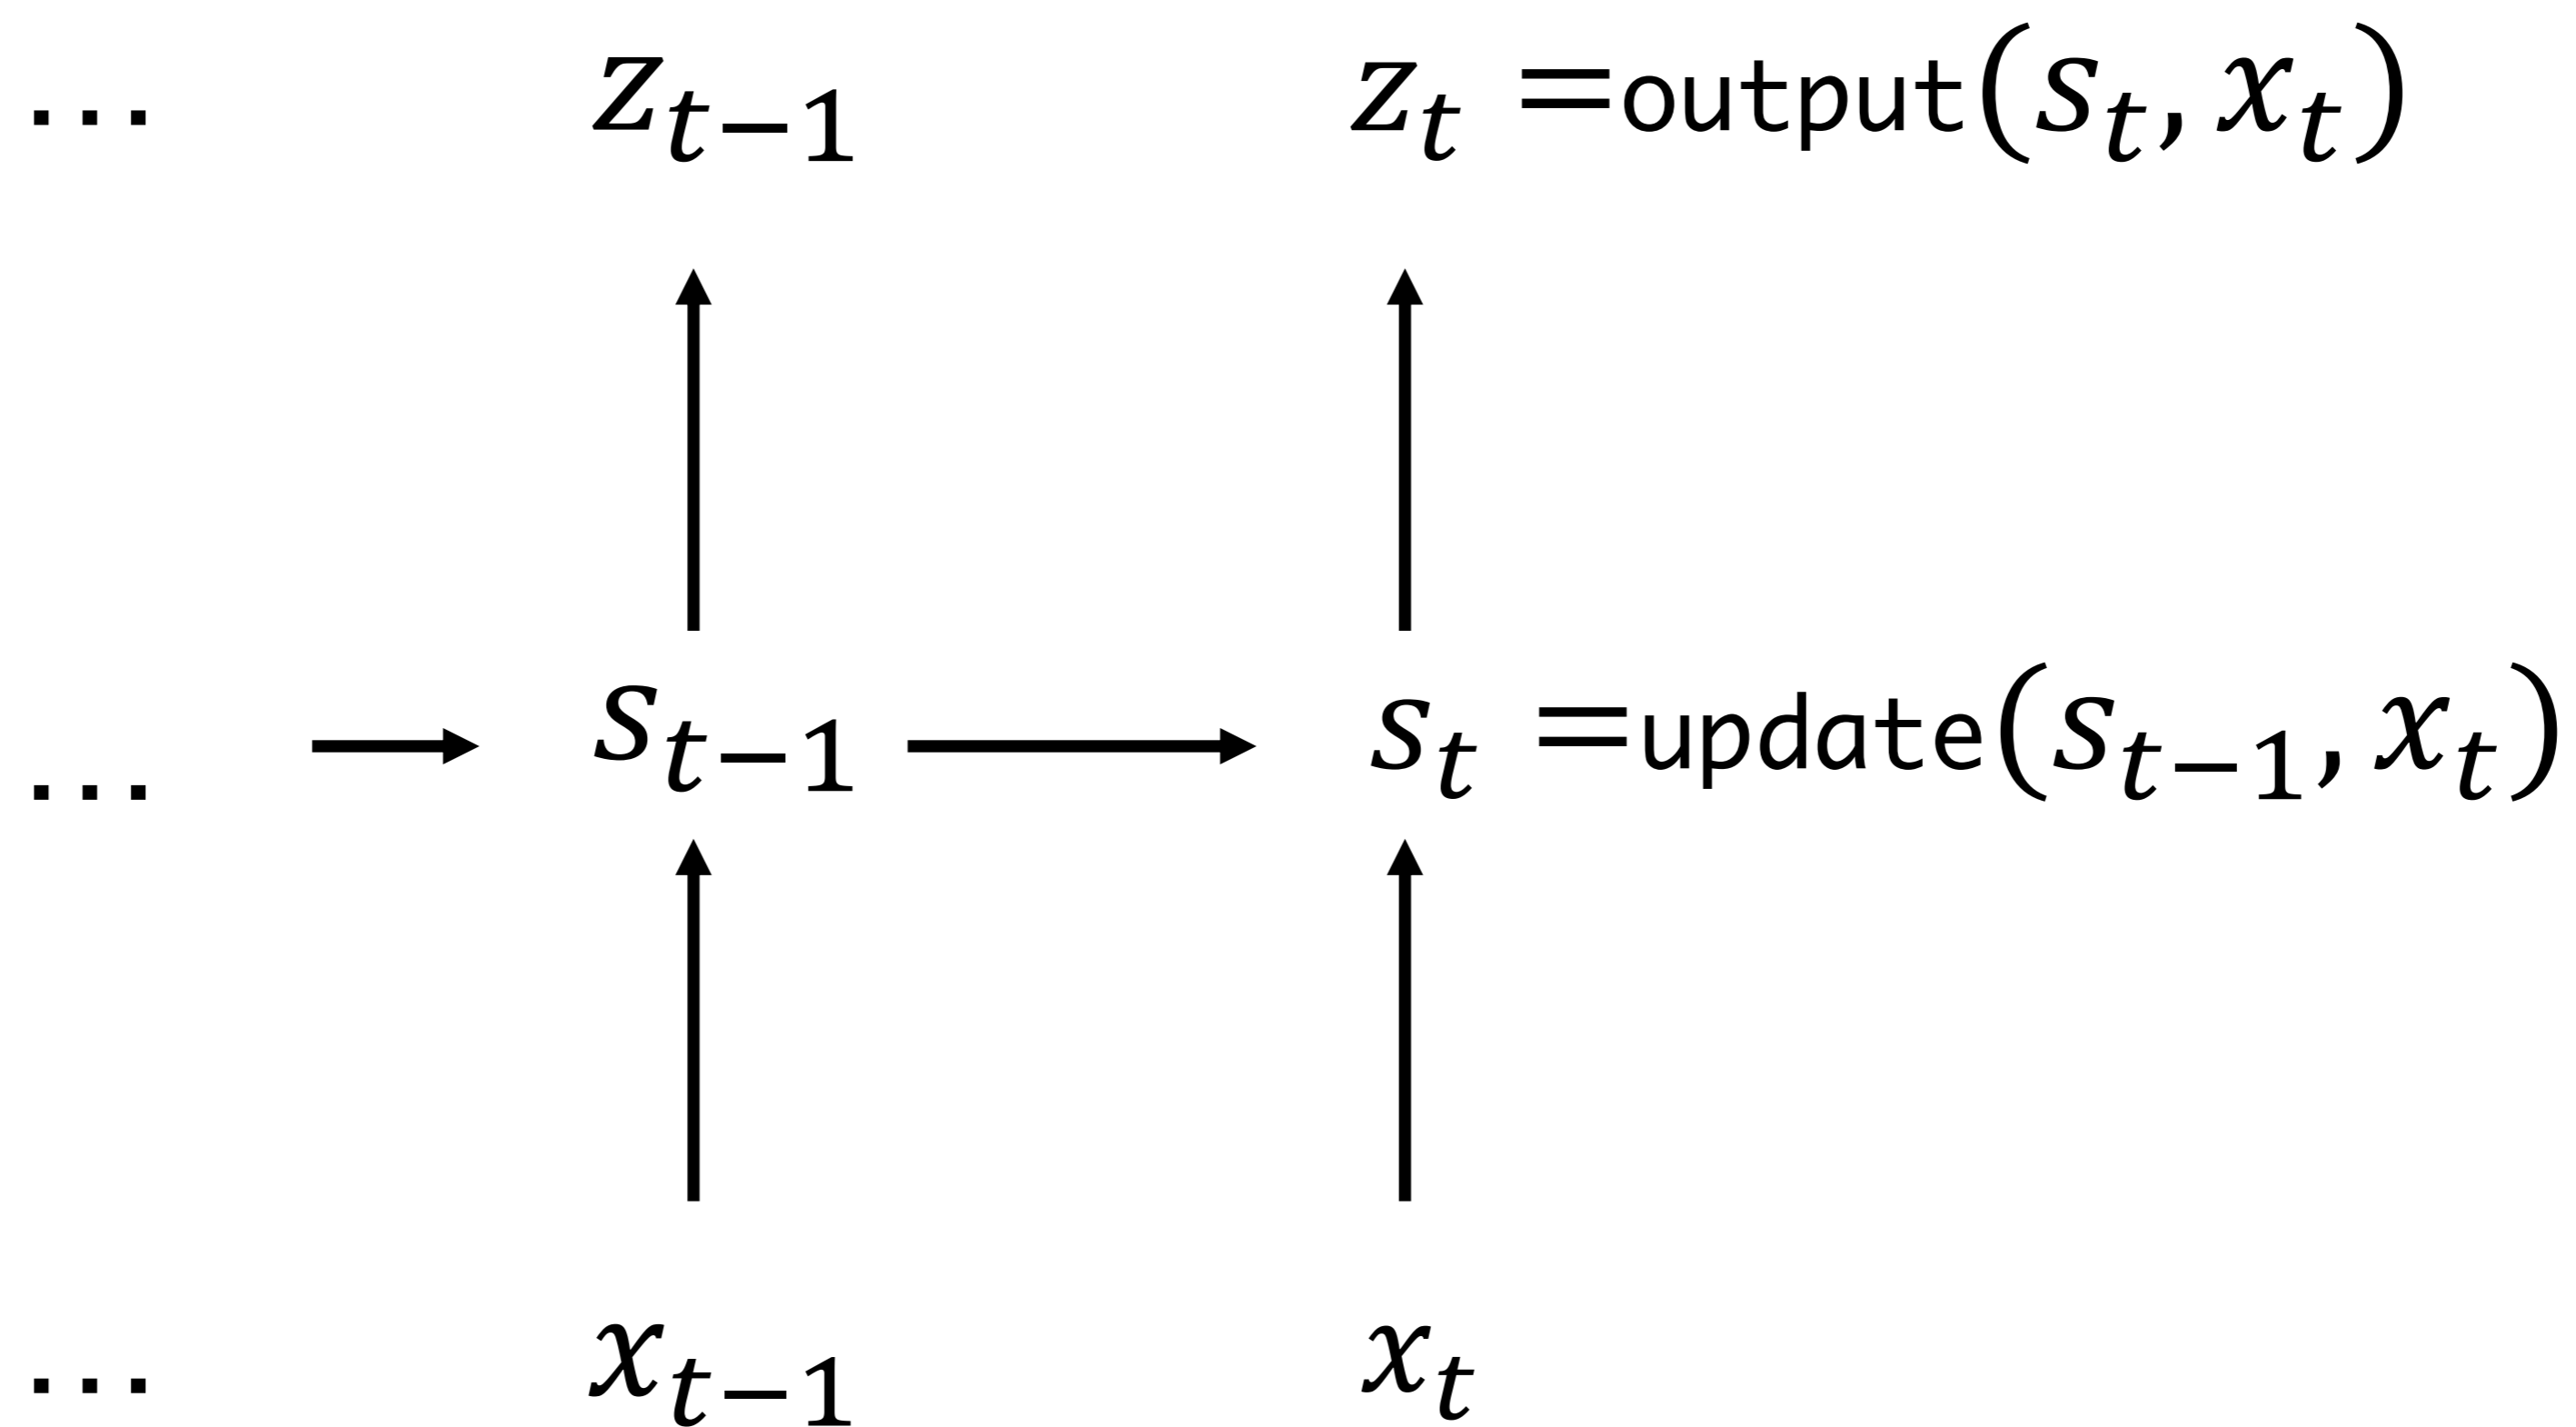 … z_{t−1} z_t =output(s_t, x_t)
… s_{t−1} s_t =update(s_{t−1}, x_t)
… x_{t−1} x_t